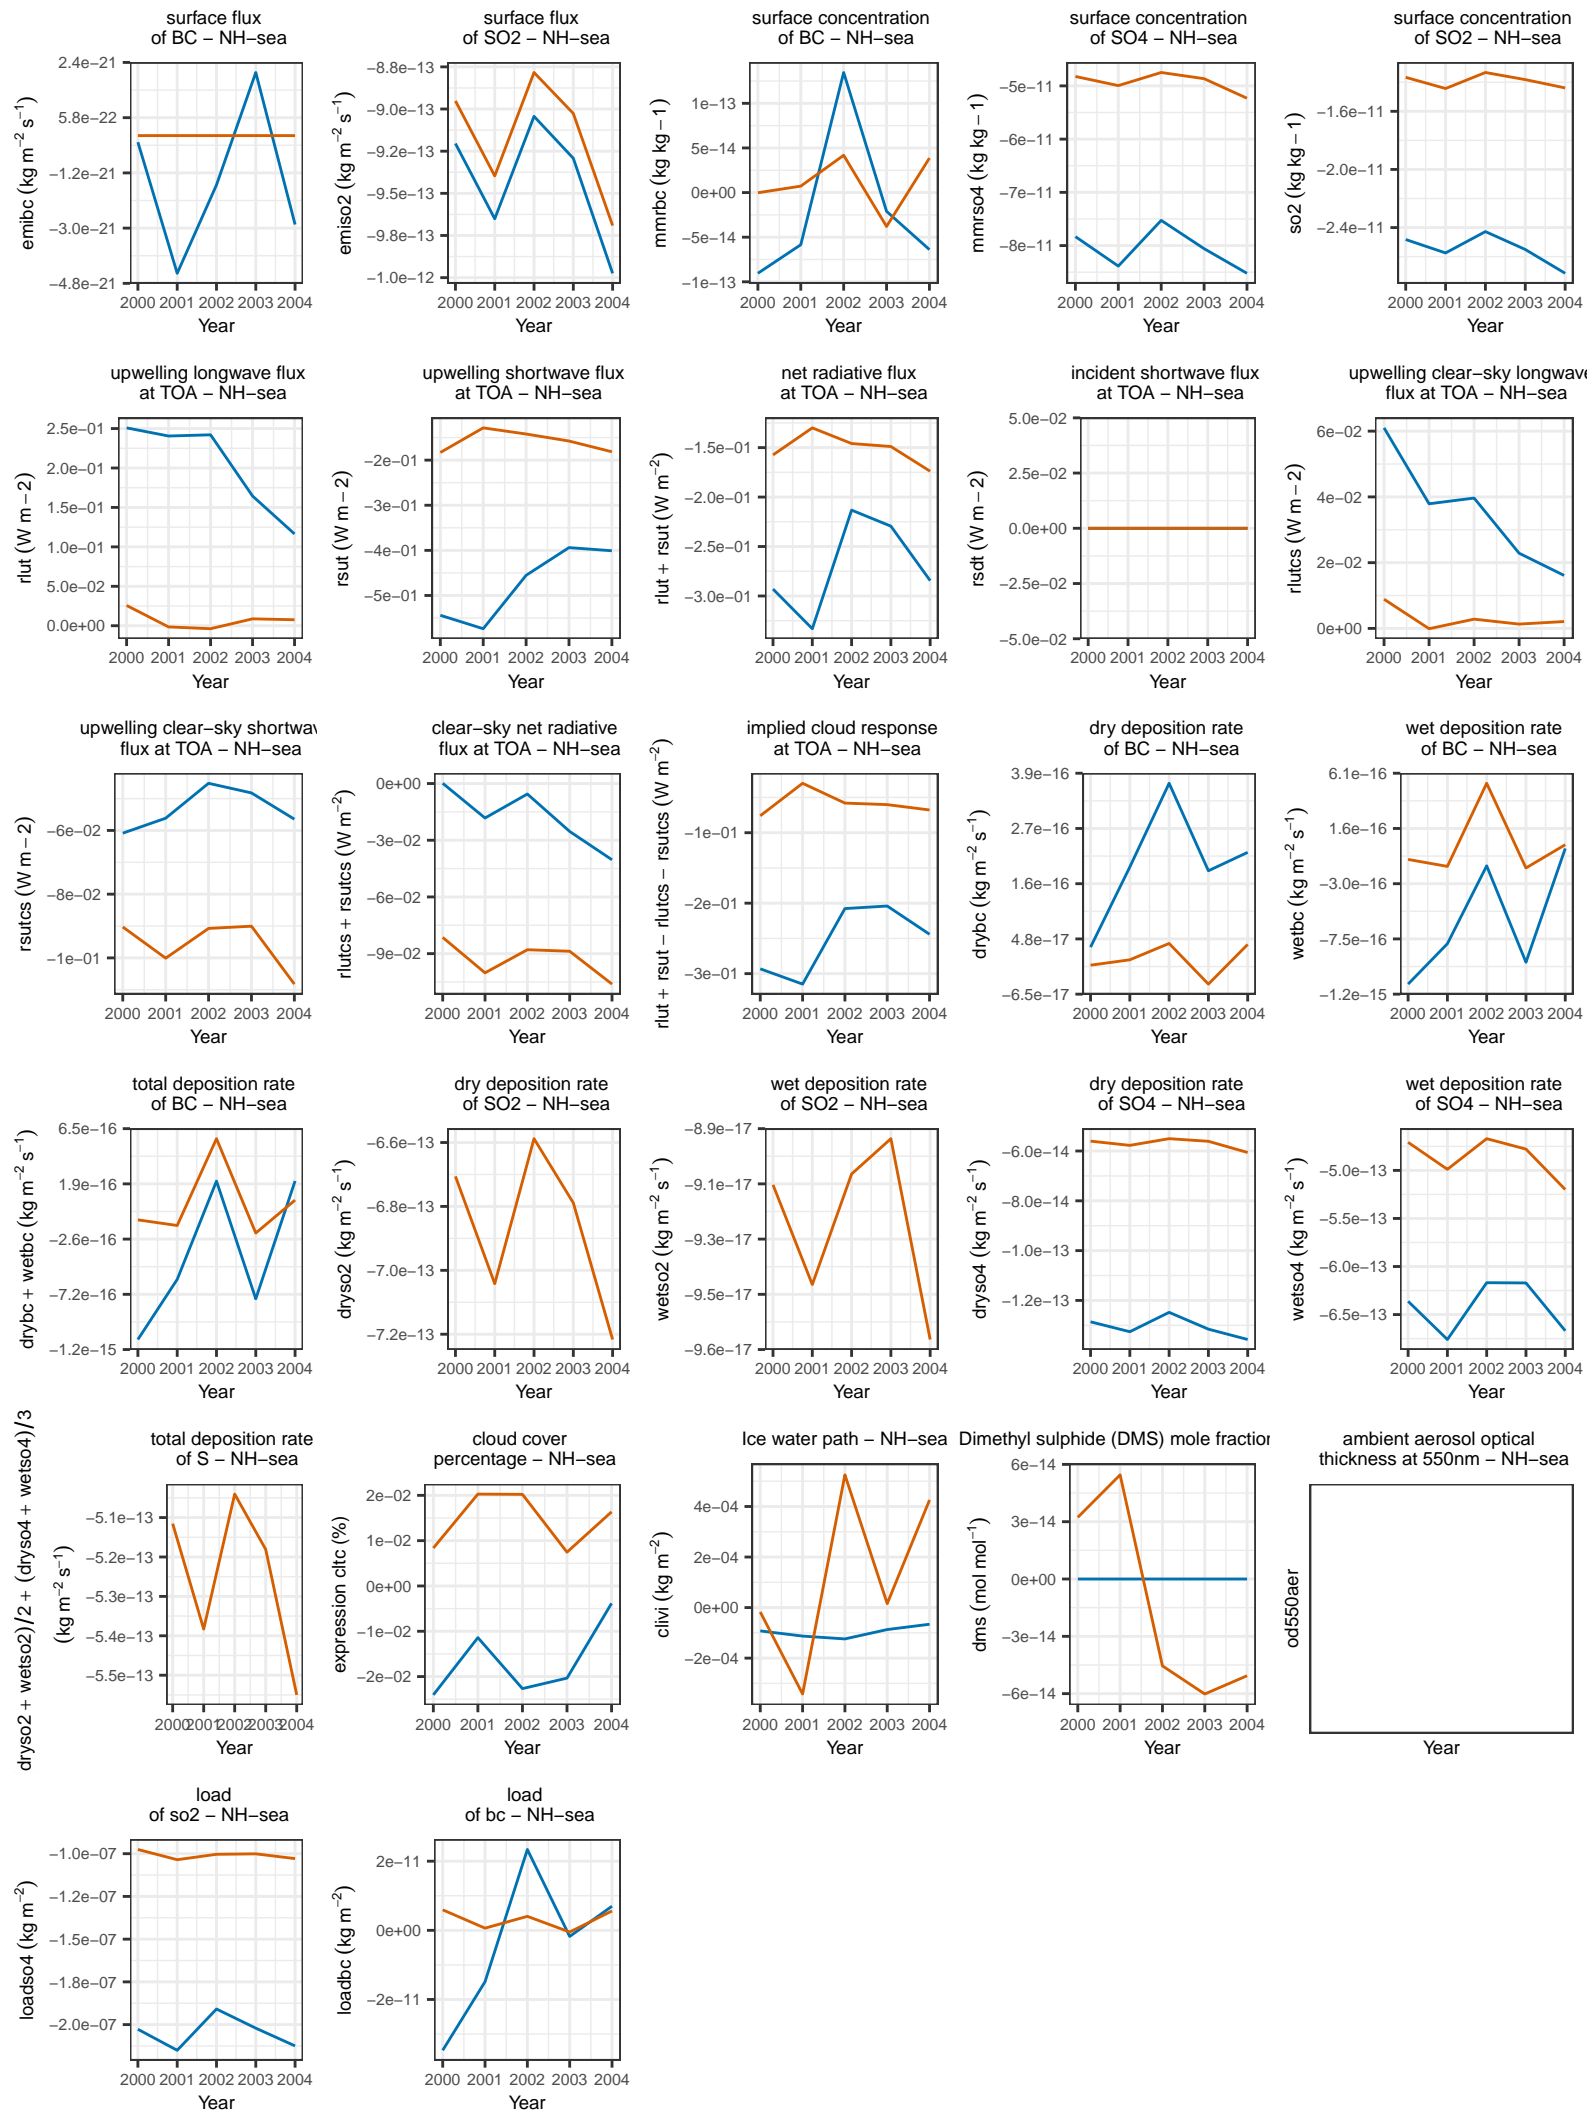 surface flux
of BC − NH−sea
emibc (kg m−2 s−1)
2.4e−21
5.8e−22
−1.2e−21
−3.0e−21
−4.8e−21
2000 2001 2002 2003 2004
Year
surface flux
of SO2 − NH−sea
emiso2 (kg m−2 s−1)
−8.8e−13
−9.0e−13
−9.2e−13
−9.5e−13
−9.8e−13
−1.0e−12
2000 2001 2002 2003 2004
Year
surface concentration
of BC − NH−sea
mmrbc (kg kg − 1)
1e−13
5e−14
0e+00
−5e−14
−1e−13
2000 2001 2002 2003 2004
Year
surface concentration
of SO4 − NH−sea
mmrso4 (kg kg − 1)
−5e−11
−6e−11
−7e−11
−8e−11
2000 2001 2002 2003 2004
Year
surface concentration
of SO2 − NH−sea
so2 (kg kg − 1)
−1.6e−11
−2.0e−11
−2.4e−11
2000 2001 2002 2003 2004
Year
upwelling longwave flux
at TOA − NH−sea
rlut (W m − 2)
2.5e−01
2.0e−01
1.5e−01
1.0e−01
5.0e−02
0.0e+00
2000 2001 2002 2003 2004
Year
upwelling shortwave flux
at TOA − NH−sea
rsut (W m − 2)
−2e−01
−3e−01
−4e−01
−5e−01
2000 2001 2002 2003 2004
Year
net radiative flux
at TOA − NH−sea
rlut + rsut (W m−2)
−1.5e−01
−2.0e−01
−2.5e−01
−3.0e−01
2000 2001 2002 2003 2004
Year
incident shortwave flux
at TOA − NH−sea
rsdt (W m − 2)
5.0e−02
2.5e−02
0.0e+00
−2.5e−02
−5.0e−02
2000 2001 2002 2003 2004
Year
upwelling clear−sky longwave
flux at TOA − NH−sea
rlutcs (W m − 2)
6e−02
4e−02
2e−02
0e+00
2000 2001 2002 2003 2004
Year
upwelling clear−sky shortwav
flux at TOA − NH−sea
rsutcs (W m − 2)
−6e−02
−8e−02
−1e−01
2000 2001 2002 2003 2004
Year
clear−sky net radiative
flux at TOA − NH−sea
rlutcs + rsutcs (W m−2)
0e+00
−3e−02
−6e−02
−9e−02
2000 2001 2002 2003 2004
Year
implied cloud response
at TOA − NH−sea
rlut + rsut − rlutcs − rsutcs (W m−2)
−1e−01
−2e−01
−3e−01
2000 2001 2002 2003 2004
Year
dry deposition rate
of BC − NH−sea
drybc (kg m−2 s−1)
3.9e−16
2.7e−16
1.6e−16
4.8e−17
−6.5e−17
2000 2001 2002 2003 2004
Year
wet deposition rate
of BC − NH−sea
wetbc (kg m−2 s−1)
6.1e−16
1.6e−16
−3.0e−16
−7.5e−16
−1.2e−15
2000 2001 2002 2003 2004
Year
total deposition rate
of BC − NH−sea
drybc + wetbc (kg m−2 s−1)
6.5e−16
1.9e−16
−2.6e−16
−7.2e−16
−1.2e−15
2000 2001 2002 2003 2004
Year
dry deposition rate
of SO2 − NH−sea
dryso2 (kg m−2 s−1)
−6.6e−13
−6.8e−13
−7.0e−13
−7.2e−13
2000 2001 2002 2003 2004
Year
wet deposition rate
of SO2 − NH−sea
wetso2 (kg m−2 s−1)
−8.9e−17
−9.1e−17
−9.3e−17
−9.5e−17
−9.6e−17
2000 2001 2002 2003 2004
Year
dry deposition rate
of SO4 − NH−sea
dryso4 (kg m−2 s−1)
−6.0e−14
−8.0e−14
−1.0e−13
−1.2e−13
2000 2001 2002 2003 2004
Year
wet deposition rate
of SO4 − NH−sea
wetso4 (kg m−2 s−1)
−5.0e−13
−5.5e−13
−6.0e−13
−6.5e−13
2000 2001 2002 2003 2004
Year
total deposition rate
of S − NH−sea
dryso2 + wetso2)/2 + (dryso4 + wetso4)/3
(kg m−2 s−1)
−5.1e−13
−5.2e−13
−5.3e−13
−5.4e−13
−5.5e−13
2000 2001 2002 2003 2004
Year
cloud cover
percentage − NH−sea
expression cltc (%)
2e−02
1e−02
0e+00
−1e−02
−2e−02
2000 2001 2002 2003 2004
Year
Ice water path − NH−sea
clivi (kg m−2)
4e−04
2e−04
0e+00
−2e−04
2000 2001 2002 2003 2004
Year
Dimethyl sulphide (DMS) mole fraction
dms (mol mol−1)
6e−14
3e−14
0e+00
−3e−14
−6e−14
2000 2001 2002 2003 2004
Year
ambient aerosol optical
thickness at 550nm − NH−sea
od550aer
Year
load
of so2 − NH−sea
loadso4 (kg m−2)
−1.0e−07
−1.2e−07
−1.5e−07
−1.8e−07
−2.0e−07
2000 2001 2002 2003 2004
Year
load
of bc − NH−sea
loadbc (kg m−2)
2e−11
0e+00
−2e−11
2000 2001 2002 2003 2004
Year